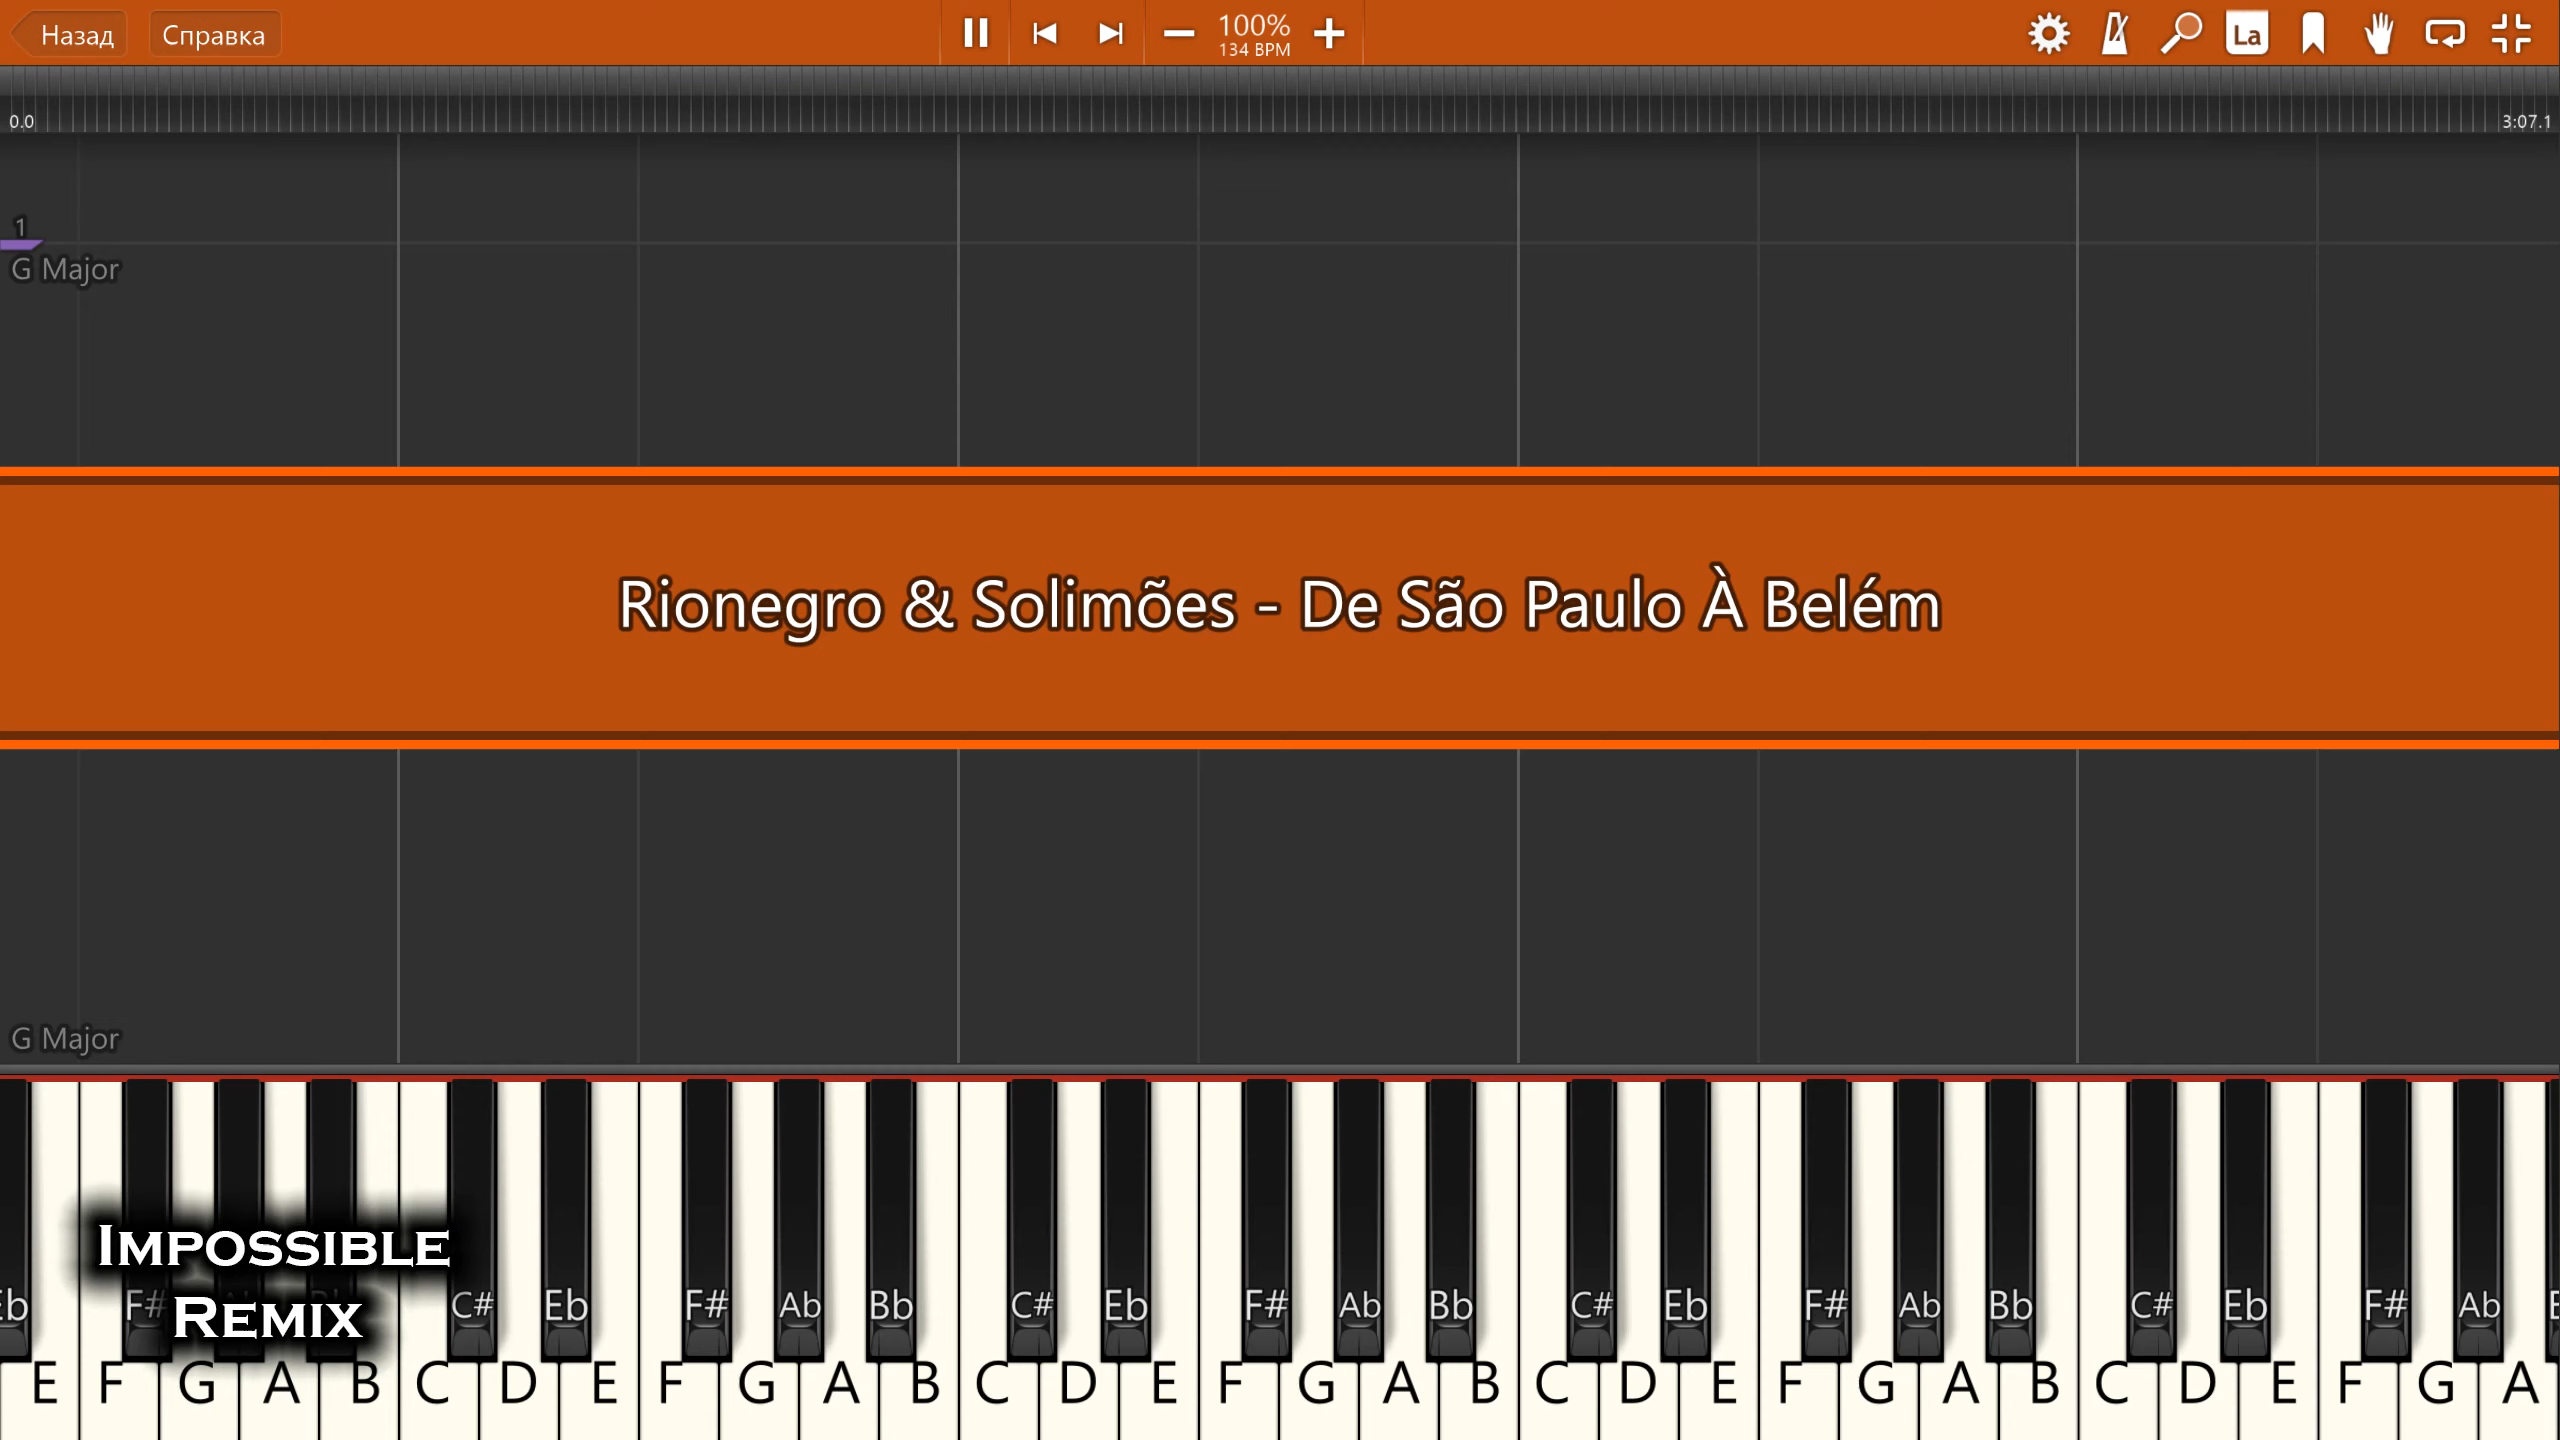 Назад Справка 100% La
134 BPM
0.0 3:07.1
1
G Major
Rionegro & Solimões - De São Paulo À Belém
G Major
Impossible
Remix
Eb F# C# Eb F# Ab Bb C# Eb F# Ab Bb C# Eb F# Ab Bb C# Eb F# Ab
E F G A B C D E F G A B C D E F G A B C D E F G A B C D E F G A